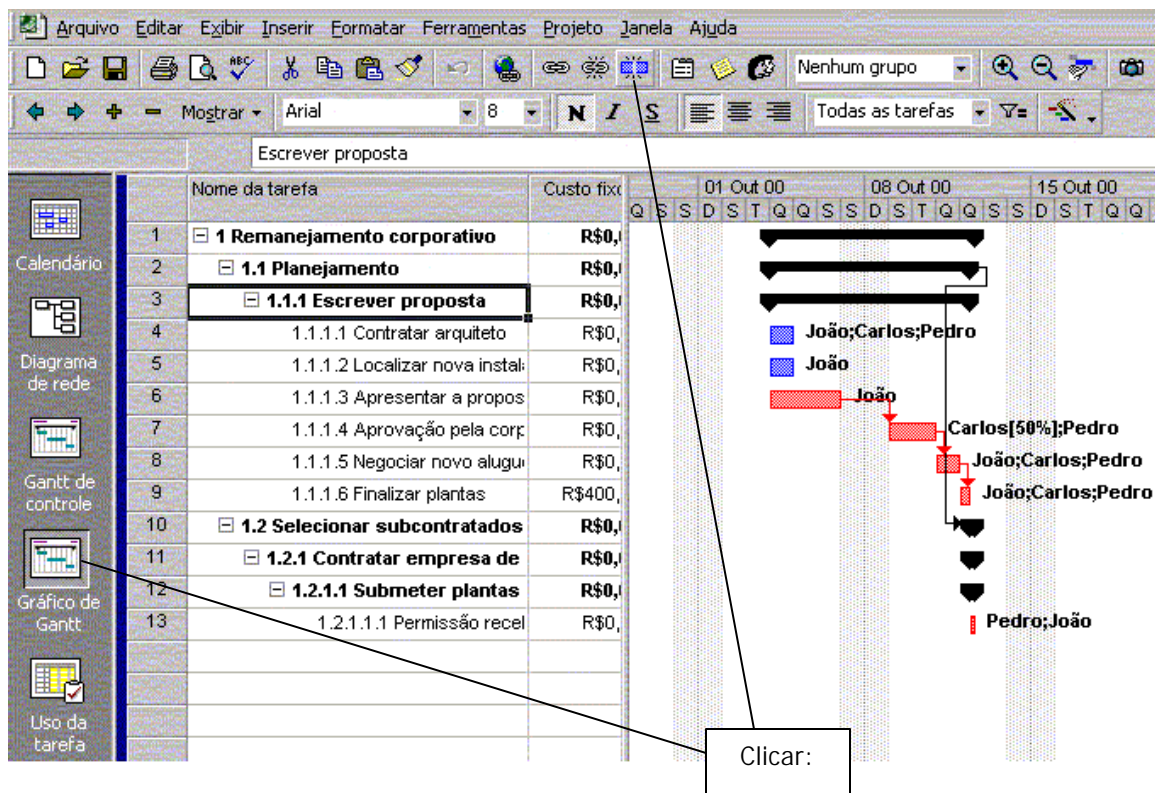 Arquivo Editar Exibir Inserir Formatar Ferramentas Projeto Janela Ajuda
ABC Nenhum grupo
Mostrar Arial 8 N I S Todas as tarefas
Escrever proposta
Nome da tarefa Custo fixo 01 Out 00 08 Out 00 15 Out 00
Q S S D S T Q Q S S D S T Q Q S S D S T Q Q
1 1 Remanejamento corporativo R$0,
Calendário
2 1.1 Planejamento R$0,
3 1.1.1 Escrever proposta R$0,
4 1.1.1.1 Contratar arquiteto R$0, João;Carlos;Pedro
Diagrama de rede
5 1.1.1.2 Localizar nova instal R$0, João
6 1.1.1.3 Apresentar a propos R$0, João
7 1.1.1.4 Aprovação pela corp R$0, Carlos[50%];Pedro
8 1.1.1.5 Negociar novo alugu R$0, João;Carlos;Pedro
Gantt de controle
9 1.1.1.6 Finalizar plantas R$400, João;Carlos;Pedro
10 1.2 Selecionar subcontratados R$0,
11 1.2.1 Contratar empresa de R$0,
12 1.2.1.1 Submeter plantas R$0,
Gráfico de Gantt
13 1.2.1.1.1 Permissão recel R$0, Pedro;João
Uso da tarefa
Clicar: